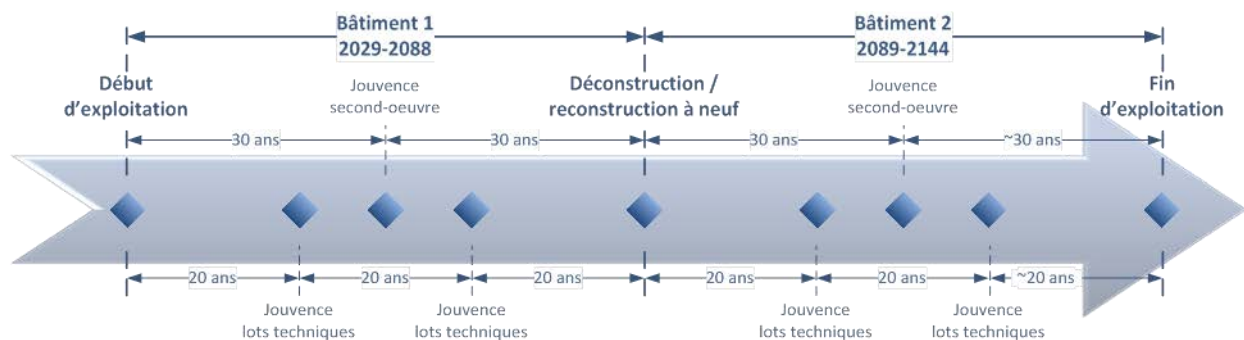 Bâtiment 1
2029-2088
Bâtiment 2
2089-2144
Début
d'exploitation
Jouvence
second-oeuvre
Déconstruction /
reconstruction à neuf
Jouvence
second-oeuvre
Fin
d'exploitation
30 ans
30 ans
30 ans
~30 ans
20 ans
20 ans
20 ans
20 ans
20 ans
~20 ans
Jouvence
lots techniques
Jouvence
lots techniques
Jouvence
lots techniques
Jouvence
lots techniques